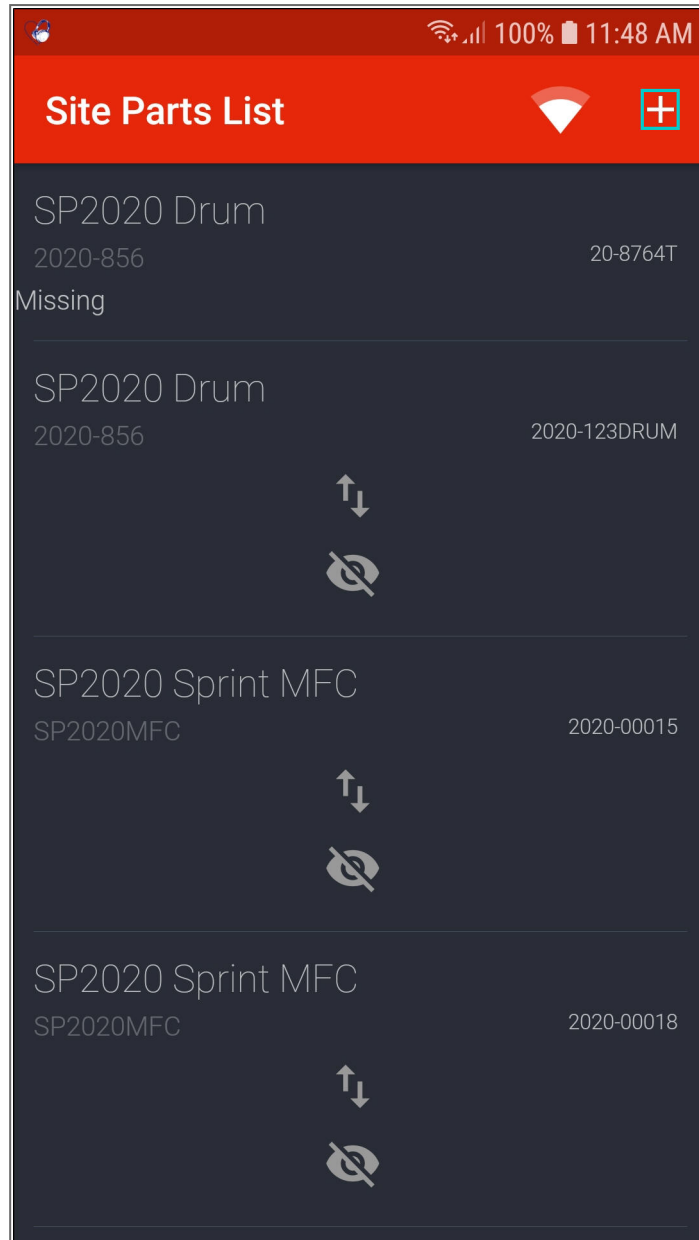 100% 11:48 AM
Site Parts List
SP2020 Drum
2020-856 20-8764T
Missing
SP2020 Drum
2020-856 2020-123DRUM
SP2020 Sprint MFC
SP2020MFC 2020-00015
SP2020 Sprint MFC
SP2020MFC 2020-00018